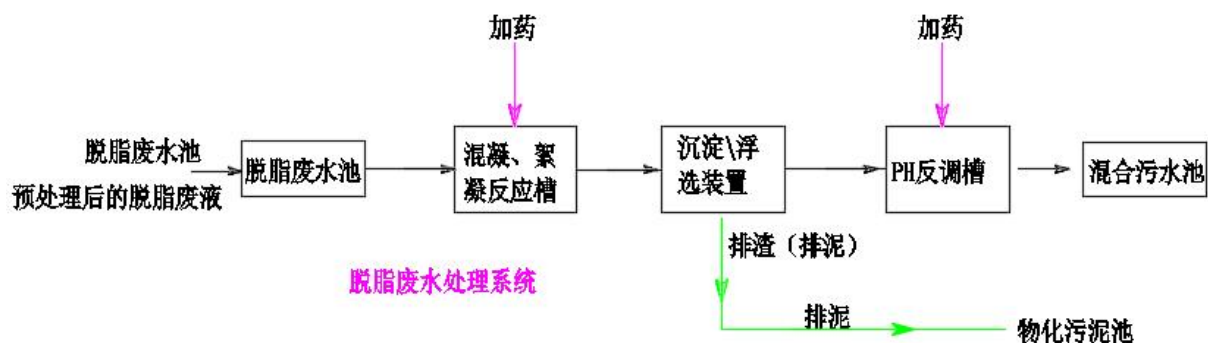 加药
加药
脱脂废水池
预处理后的脱脂废液
脱脂废水池
混凝、絮
凝反应槽
沉淀\浮
选装置
PH反调槽
混合污水池
排渣（排泥）
脱脂废水处理系统
排泥
物化污泥池